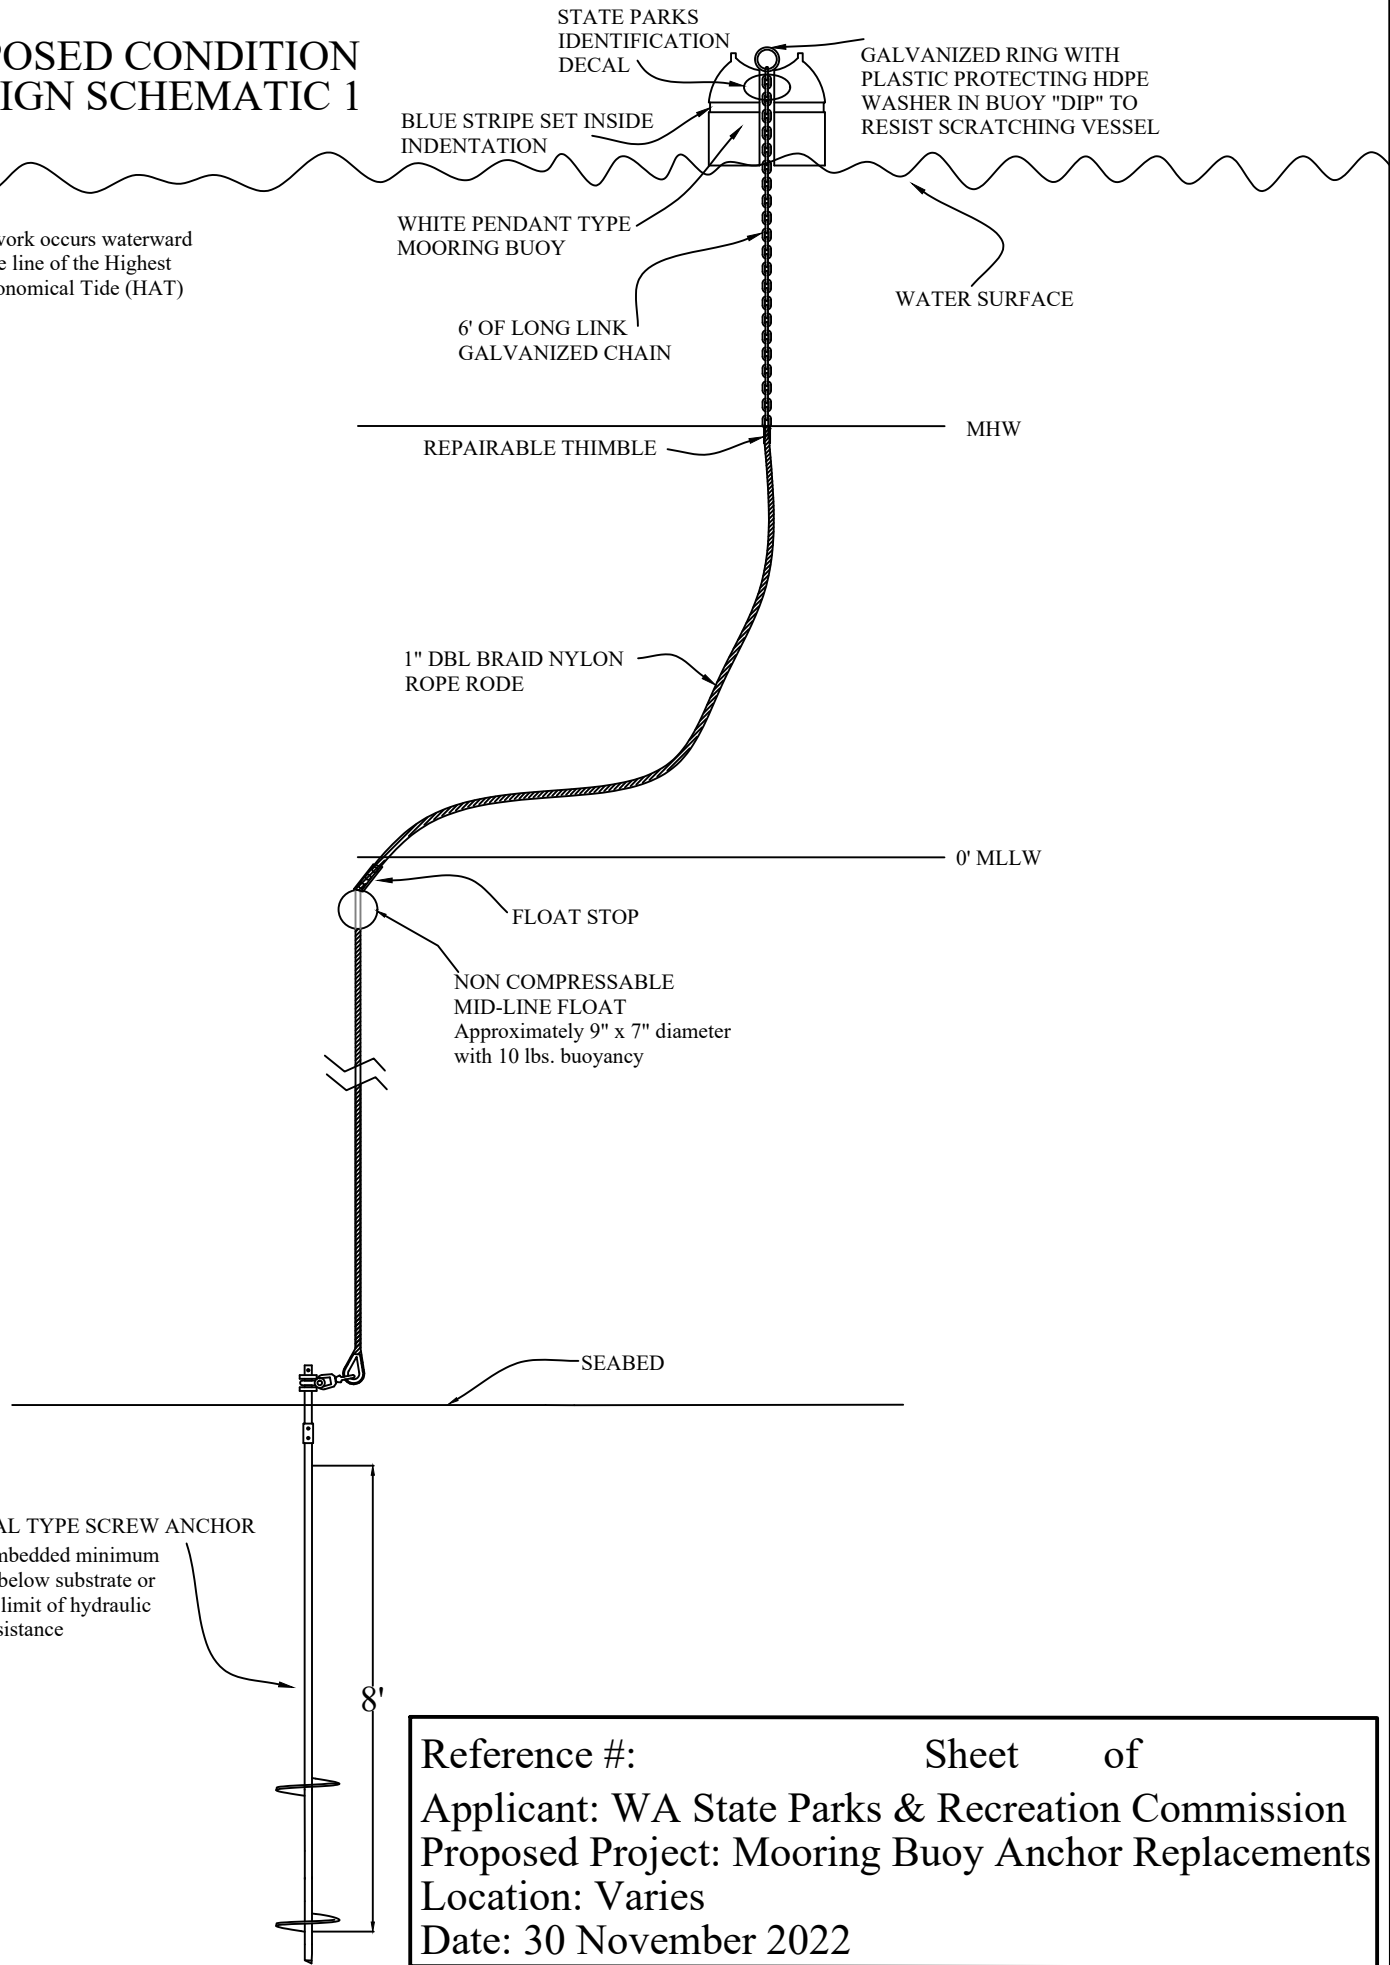 POSED CONDITION
IGN SCHEMATIC 1
STATE PARKS
IDENTIFICATION
DECAL
GALVANIZED RING WITH
PLASTIC PROTECTING HDPE
WASHER IN BUOY "DIP" TO
RESIST SCRATCHING VESSEL
BLUE STRIPE SET INSIDE
INDENTATION
WHITE PENDANT TYPE
MOORING BUOY
work occurs waterward
e line of the Highest
onomical Tide (HAT)
WATER SURFACE
6' OF LONG LINK
GALVANIZED CHAIN
MHW
REPAIRABLE THIMBLE
1" DBL BRAID NYLON
ROPE RODE
0' MLLW
FLOAT STOP
NON COMPRESSABLE
MID-LINE FLOAT
Approximately 9" x 7" diameter
with 10 lbs. buoyancy
SEABED
AL TYPE SCREW ANCHOR
mbedded minimum
below substrate or
limit of hydraulic
sistance
8'
Reference #: Sheet of
Applicant: WA State Parks & Recreation Commission
Proposed Project: Mooring Buoy Anchor Replacements
Location: Varies
Date: 30 November 2022